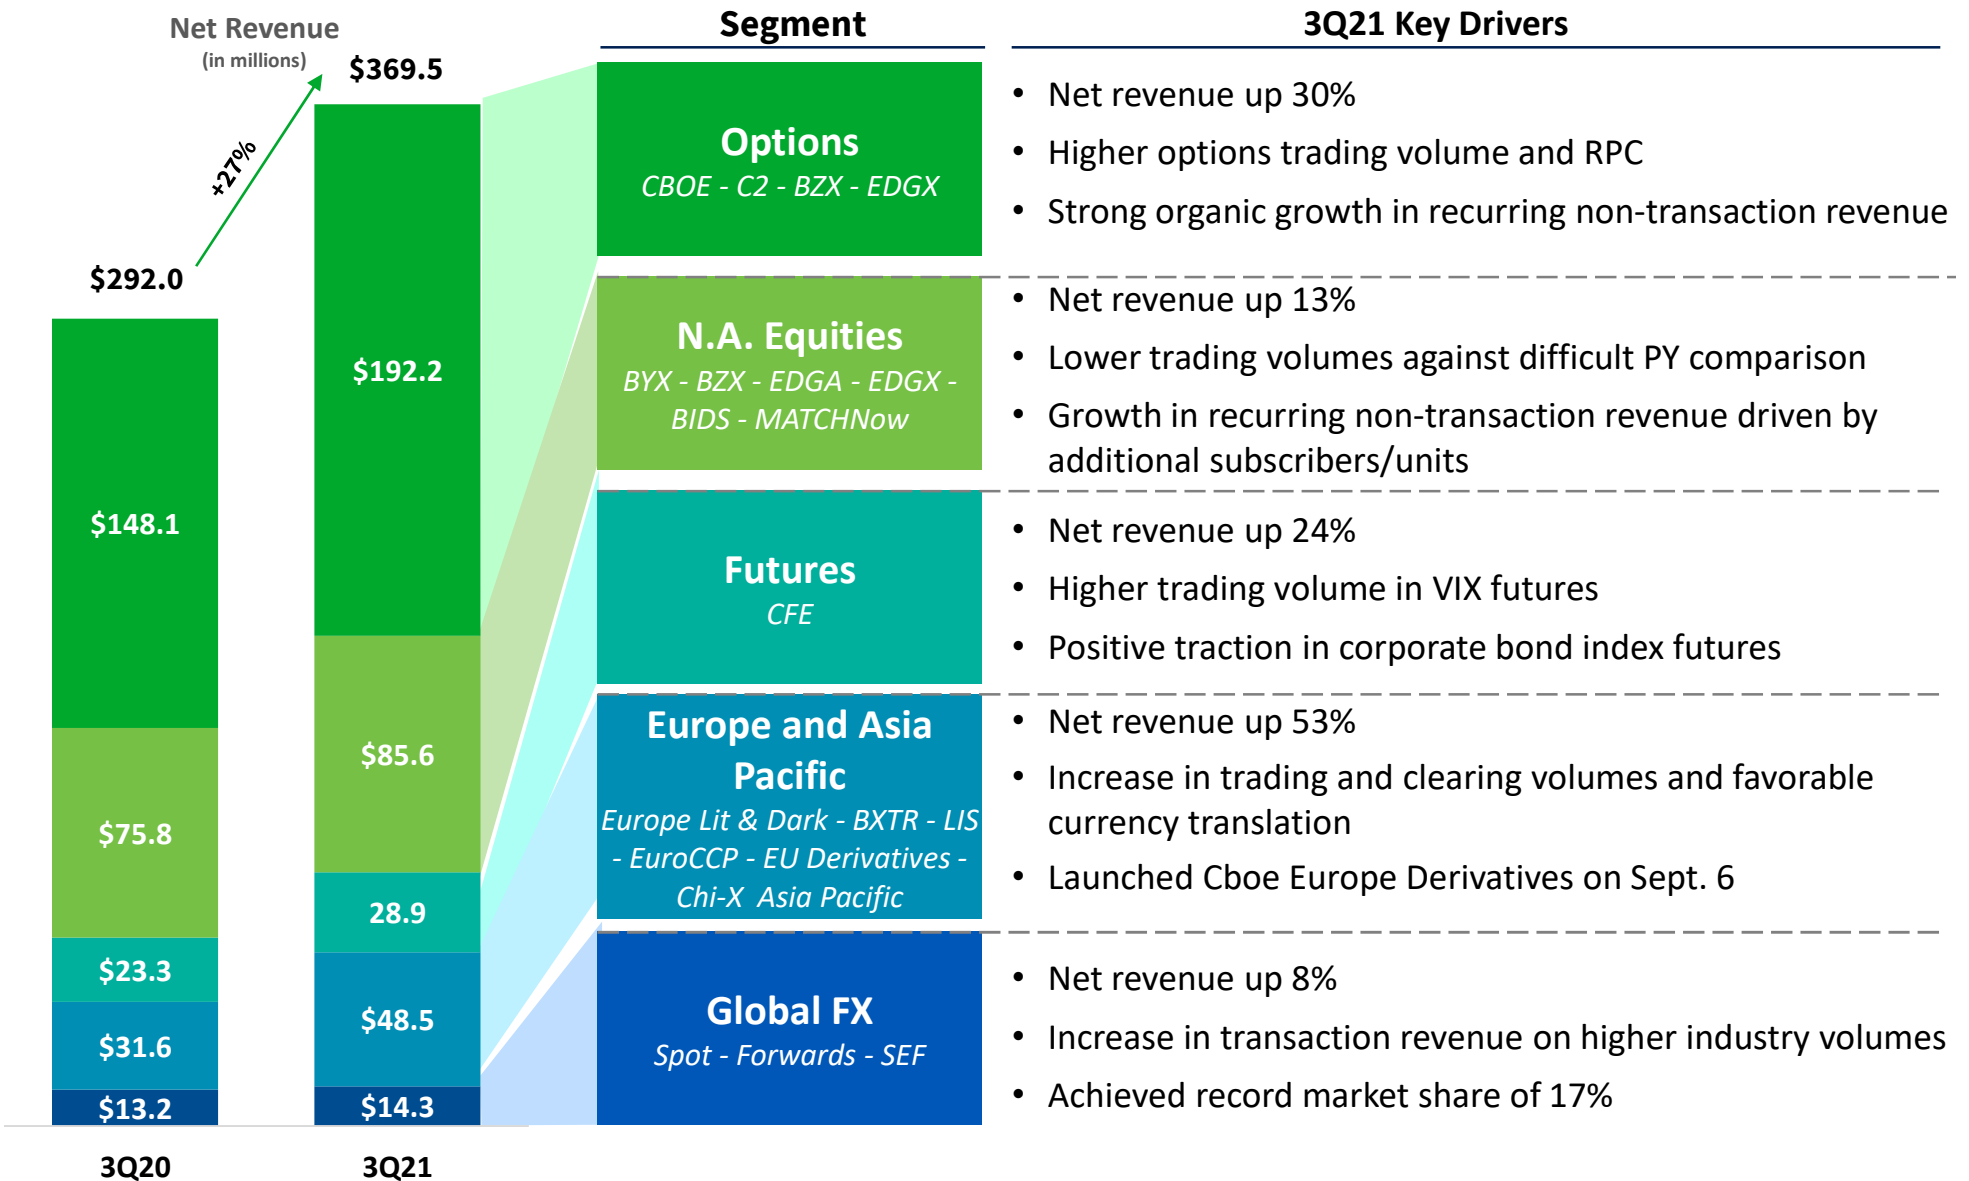 Net Revenue
(in millions)
$369.5
+27%
$292.0
$148.1
$75.8
$23.3
$31.6
$13.2
3Q20
$192.2
$85.6
28.9
$48.5
$14.3
3Q21
Segment
3Q21 Key Drivers
Options
CBOE - C2 - BZX - EDGX
• Net revenue up 30%
• Higher options trading volume and RPC
• Strong organic growth in recurring non-transaction revenue
N.A. Equities
BYX - BZX - EDGA - EDGX -
BIDS - MATCHNow
• Net revenue up 13%
• Lower trading volumes against difficult PY comparison
• Growth in recurring non-transaction revenue driven by
additional subscribers/units
Futures
CFE
• Net revenue up 24%
• Higher trading volume in VIX futures
• Positive traction in corporate bond index futures
Europe and Asia
Pacific
Europe Lit & Dark - BXTR - LIS
- EuroCCP - EU Derivatives -
Chi-X Asia Pacific
• Net revenue up 53%
• Increase in trading and clearing volumes and favorable
currency translation
• Launched Cboe Europe Derivatives on Sept. 6
Global FX
Spot - Forwards - SEF
• Net revenue up 8%
• Increase in transaction revenue on higher industry volumes
• Achieved record market share of 17%